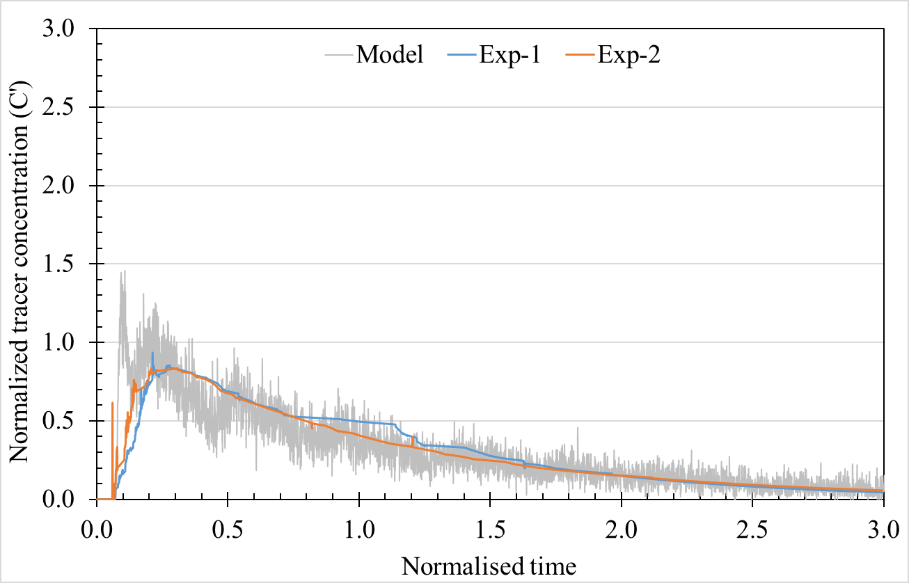 3.0
Model Exp-1 Exp-2
2.5
2.0
1.5
1.0
0.5
0.0
Normalized tracer concentration (C')
0.0 0.5 1.0 1.5 2.0 2.5 3.0
Normalised time